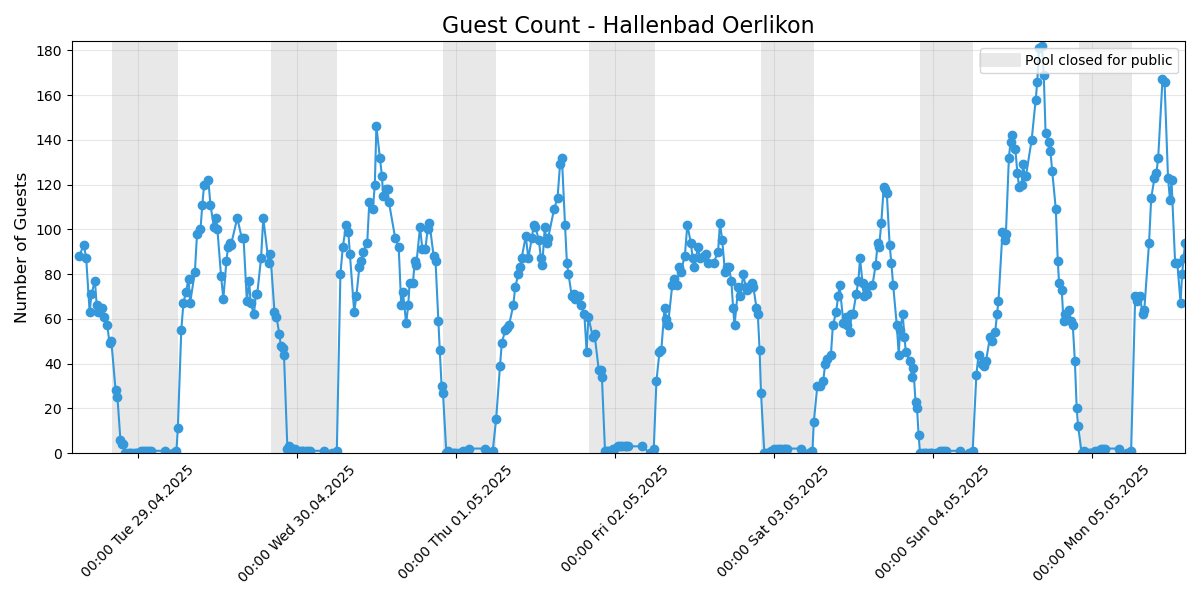 Guest Count - Hallenbad Oerlikon
Pool closed for public
Number of Guests
180
160
140
120
100
80
60
40
20
0
00:00 Tue 29.04.2025
00:00 Wed 30.04.2025
00:00 Thu 01.05.2025
00:00 Fri 02.05.2025
00:00 Sat 03.05.2025
00:00 Sun 04.05.2025
00:00 Mon 05.05.2025